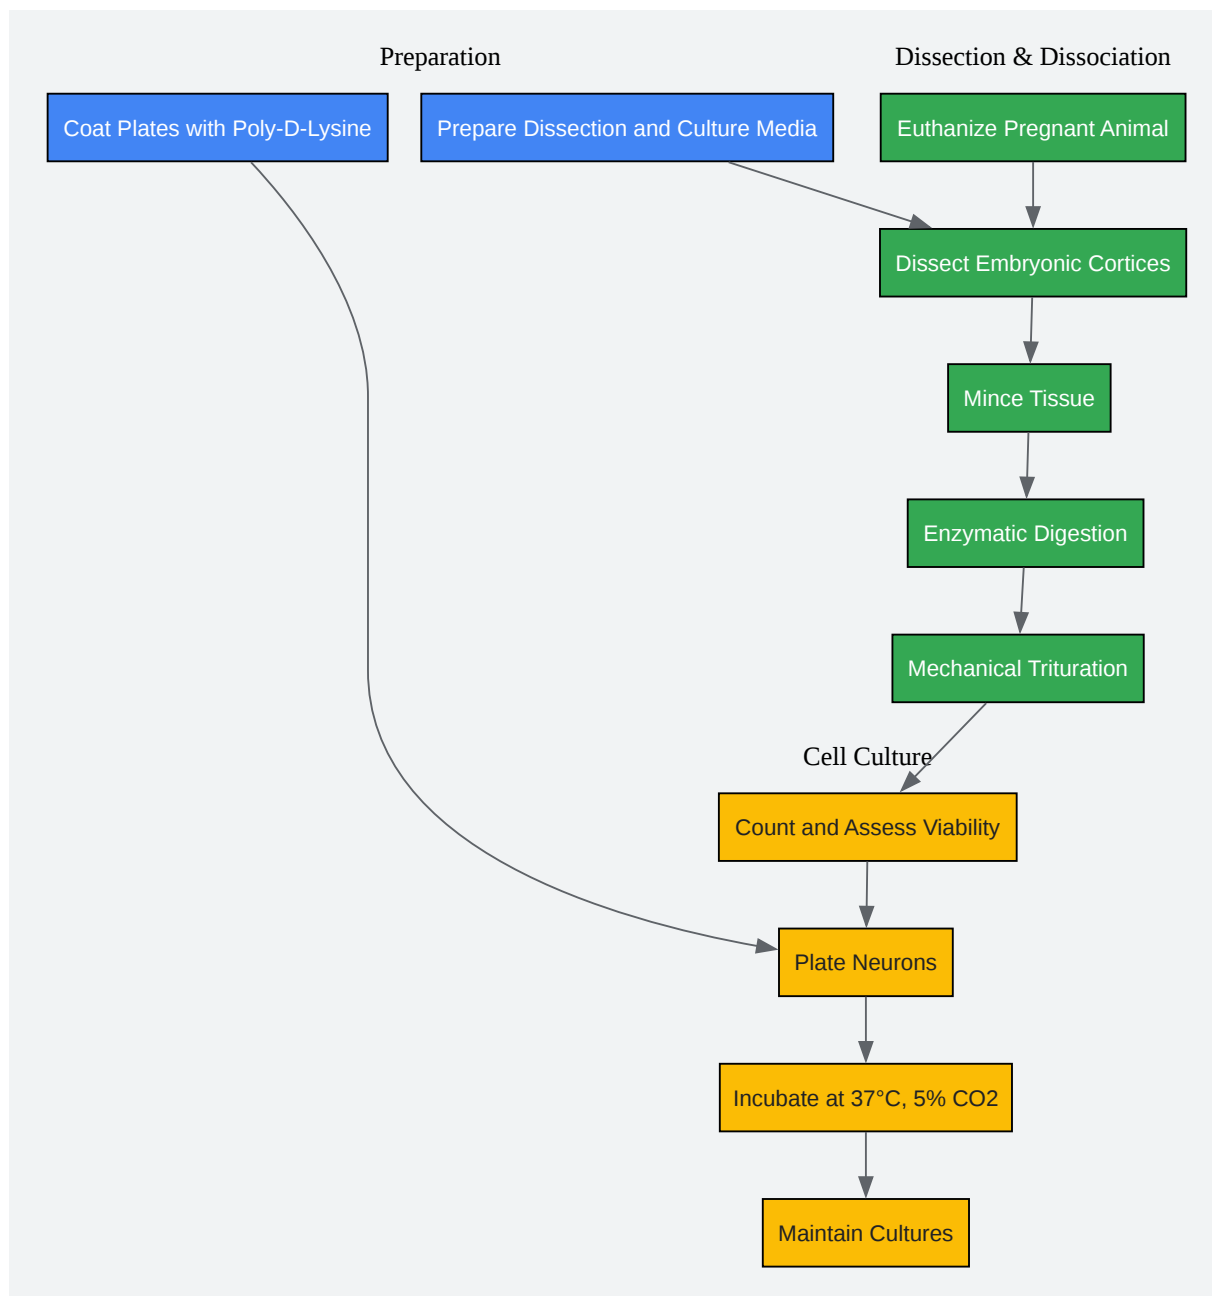 Preparation
Dissection & Dissociation
Coat Plates with Poly-D-Lysine
Prepare Dissection and Culture Media
Euthanize Pregnant Animal
Dissect Embryonic Cortices
Mince Tissue
Enzymatic Digestion
Mechanical Trituration
Cell Culture
Count and Assess Viability
Plate Neurons
Incubate at 37°C, 5% CO2
Maintain Cultures